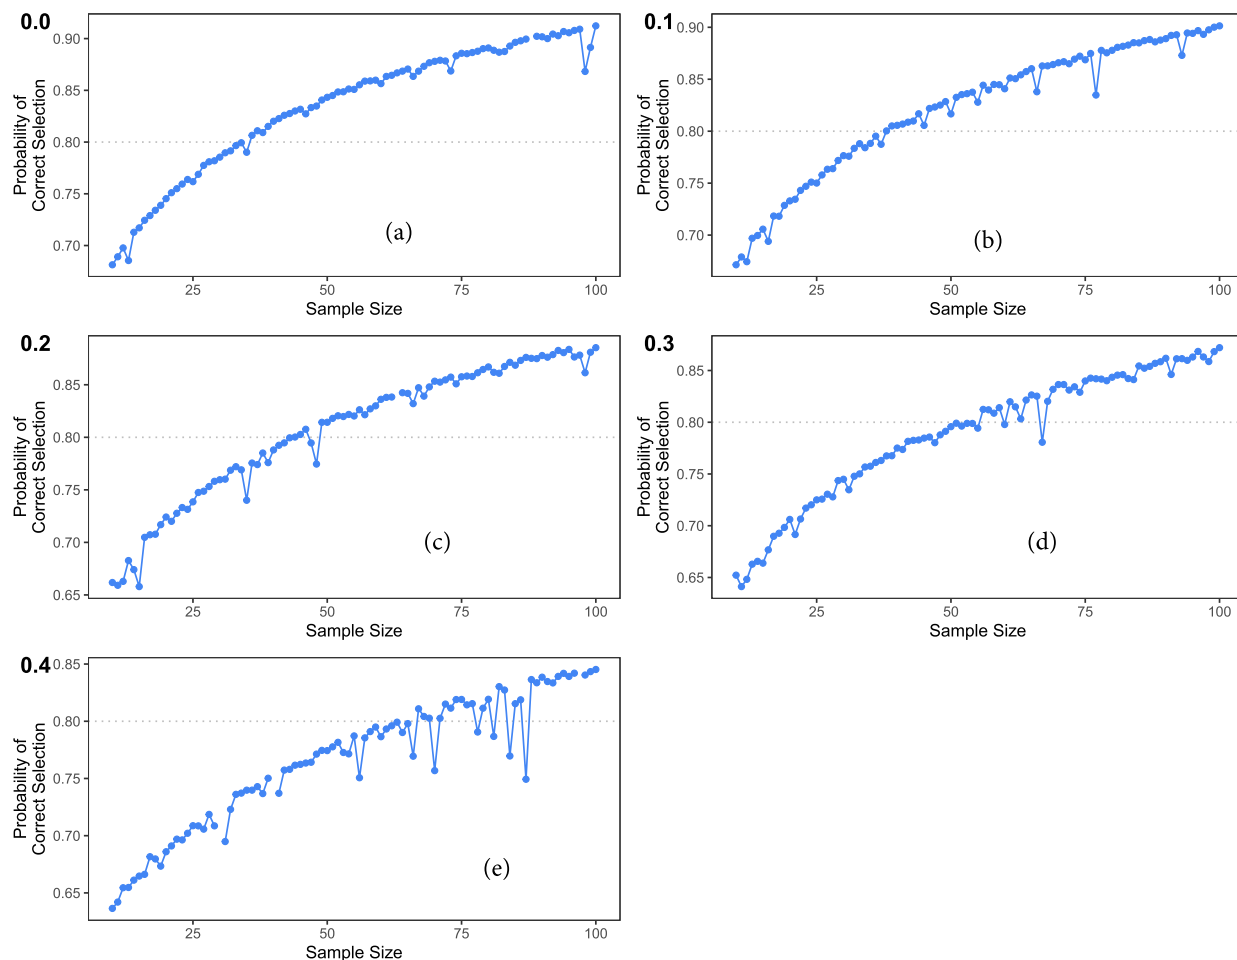 0.0
0.90
0.85
0.80
0.75
0.70
Probability of
Correct Selection
(a)
25 50 75 100
Sample Size
0.1
0.90
0.85
0.80
0.75
0.70
Probability of
Correct Selection
(b)
25 50 75 100
Sample Size
0.2
0.85
0.80
0.75
0.70
0.65
Probability of
Correct Selection
(c)
25 50 75 100
Sample Size
0.3
0.85
0.80
0.75
0.70
0.65
Probability of
Correct Selection
(d)
25 50 75 100
Sample Size
0.4
0.85
0.80
0.75
0.70
0.65
Probability of
Correct Selection
(e)
25 50 75 100
Sample Size